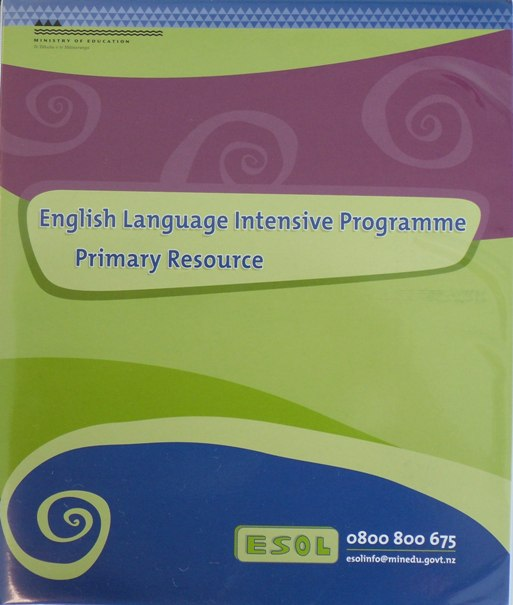 MINISTRY OF EDUCATION
Te Tāhuhu o te Mātauranga
English Language Intensive Programme
Primary Resource
ESOL
0800 800 675
esolinfo@minedu.govt.nz